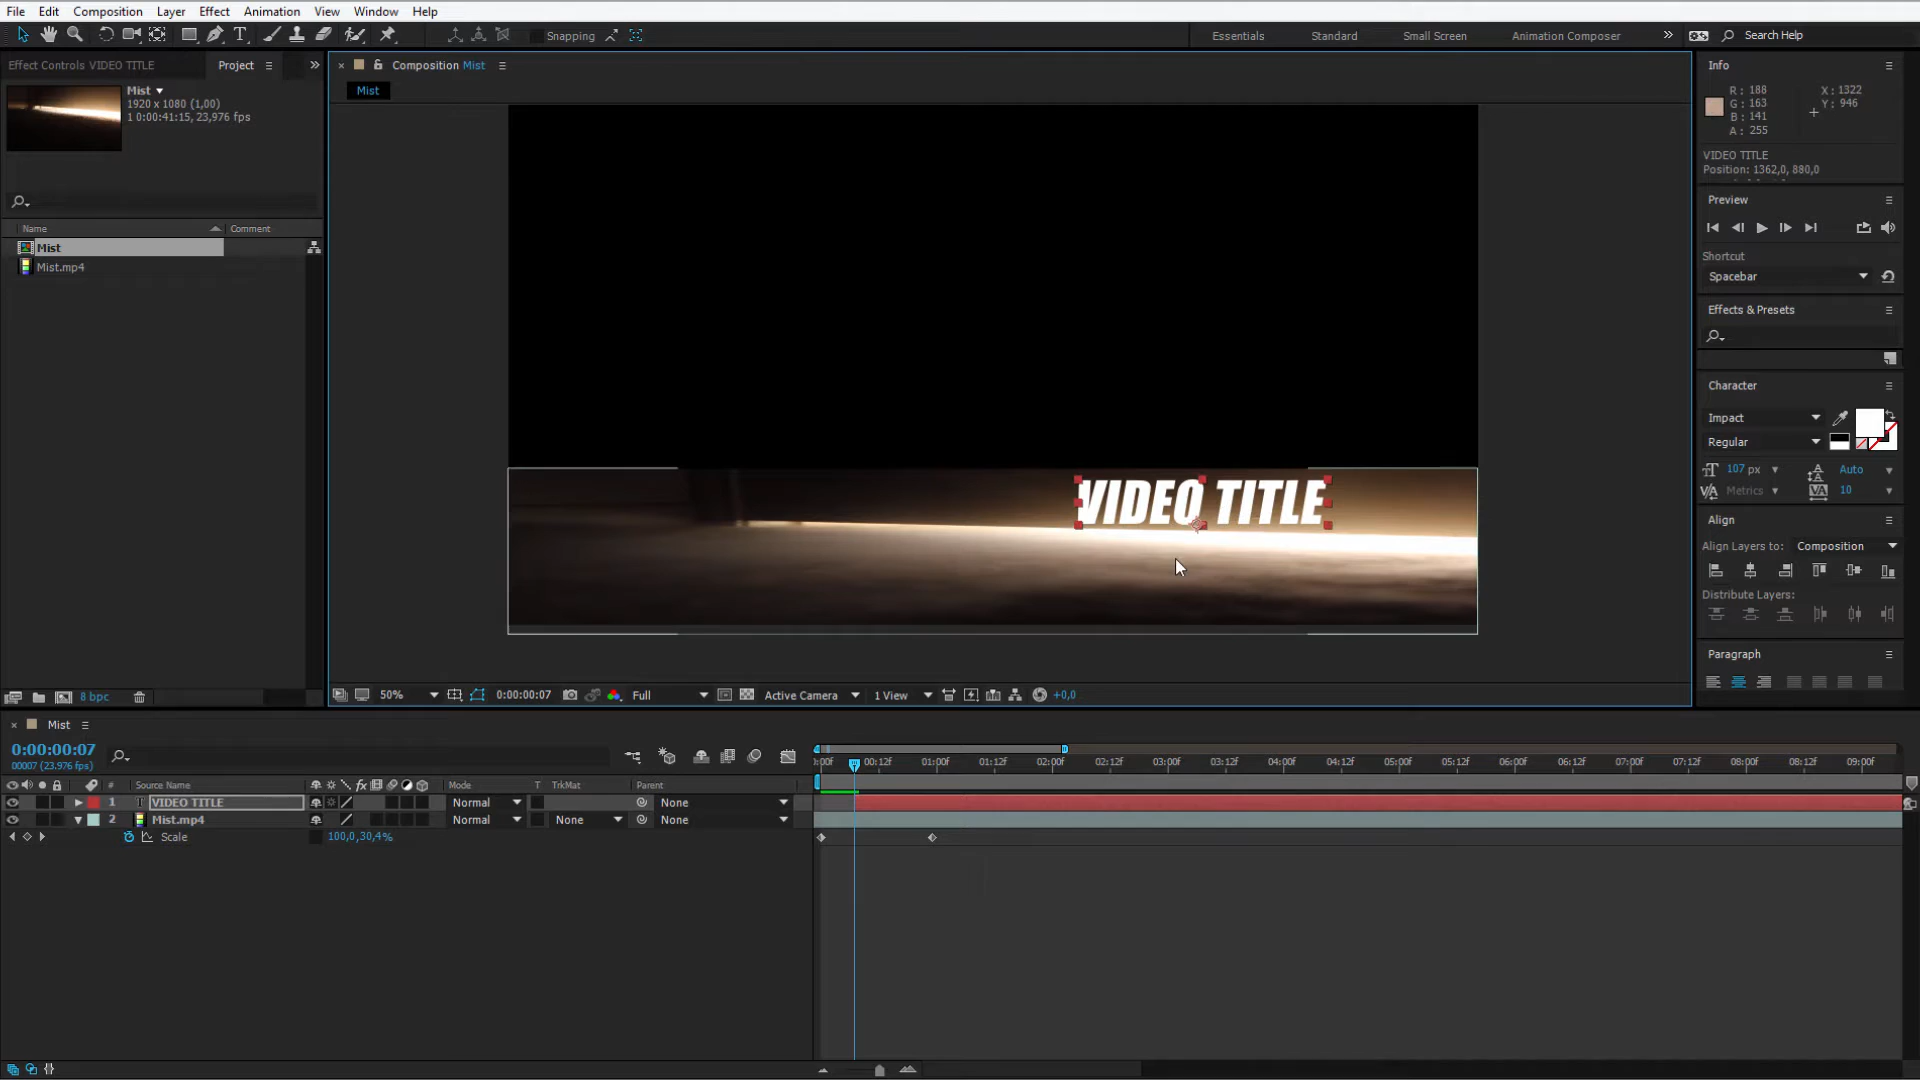 File Edit Composition Layer Effect Animation View Window Help
Snapping
Essentials Standard Small Screen Animation Composer Search Help
Effect Controls VIDEO TITLE Project
Mist
1920 x 1080 (1,00)
1 0:00:41:15, 23,976 fps
Name Comment
Mist
Mist.mp4
8 bpc
Composition Mist
Mist
VIDEO TITLE
50% 0:00:00:07 Full Active Camera 1 View +0,0
Info
R : 188
G : 163
B : 141
A : 255
X : 1322
Y : 946
VIDEO TITLE
Position: 1362,0, 880,0
Preview
Shortcut
Spacebar
Effects & Presets
Character
Impact
Regular
107 px Auto
Metrics 10
Align
Align Layers to: Composition
Distribute Layers:
Paragraph
Mist
0:00:00:07
00007 (23.976 fps)
# Source Name Mode T TrkMat Parent
1 T VIDEO TITLE Normal None
2 Mist.mp4 Normal None None
Scale 100,0,30,4%
00f 00:12f 01:00f 01:12f 02:00f 02:12f 03:00f 03:12f 04:00f 04:12f 05:00f 05:12f 06:00f 06:12f 07:00f 07:12f 08:00f 08:12f 09:00f